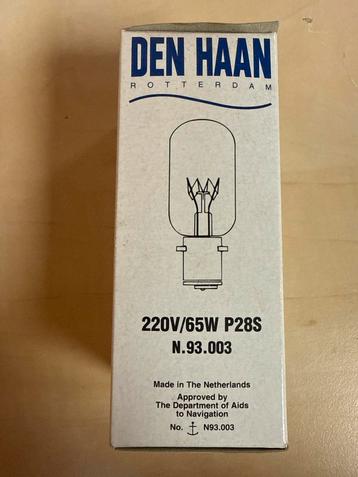 DEN HAAN
ROTTERDAM
220V/65W P28S
N.93.003
Made in The Netherlands
Approved by
The Department of Aids
to Navigation
No. ⚓ N93.003